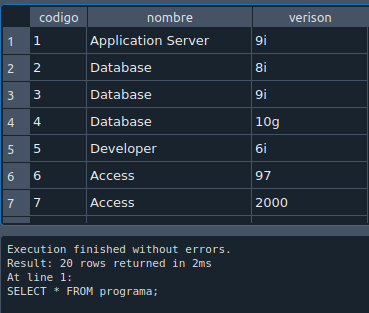 codigo nombre verison
1 1 Application Server 9i
2 2 Database 8i
3 3 Database 9i
4 4 Database 10g
5 5 Developer 6i
6 6 Access 97
7 7 Access 2000
Execution finished without errors.
Result: 20 rows returned in 2ms
At line 1:
SELECT * FROM programa;